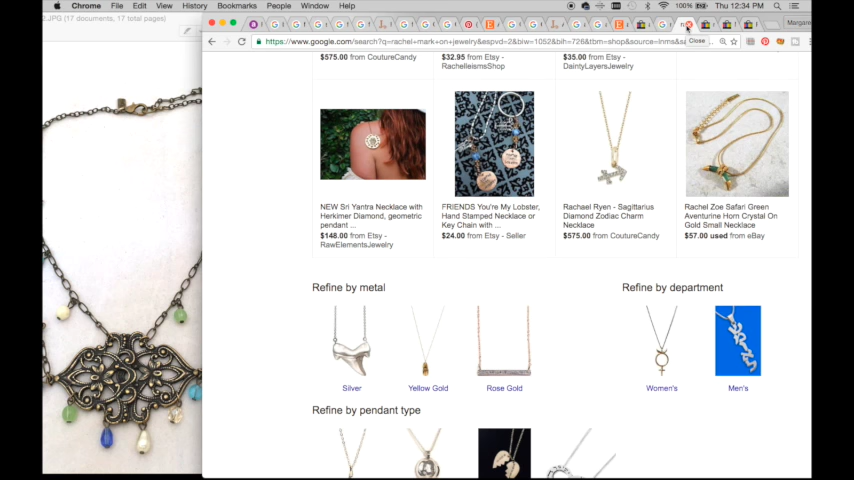 Chrome File Edit View History Bookmarks People Window Help
100% Thu 12:34 PM
2.JPG (17 documents, 17 total pages)
Close
https://www.google.com/search?q=rachel+mark+on+jewelry&espv=2&biw=1052&bih=726&tbm=shop&source=lnms&sa
$575.00 from CoutureCandy
$32.95 from Etsy -
RachelleismsShop
$35.00 from Etsy -
DaintyLayersJewelry
NEW Sri Yantra Necklace with
Herkimer Diamond, geometric
pendant ...
$148.00 from Etsy -
RawElementsJewelry
FRIENDS You're My Lobster,
Hand Stamped Necklace or
Key Chain with ...
$24.00 from Etsy - Seller
Rachael Ryen - Sagittarius
Diamond Zodiac Charm
Necklace
$575.00 from CoutureCandy
Rachel Zoe Safari Green
Aventurine Horn Crystal On
Gold Small Necklace
$57.00 used from eBay
Refine by metal
Silver
Yellow Gold
Rose Gold
Refine by department
Women's
Men's
Refine by pendant type